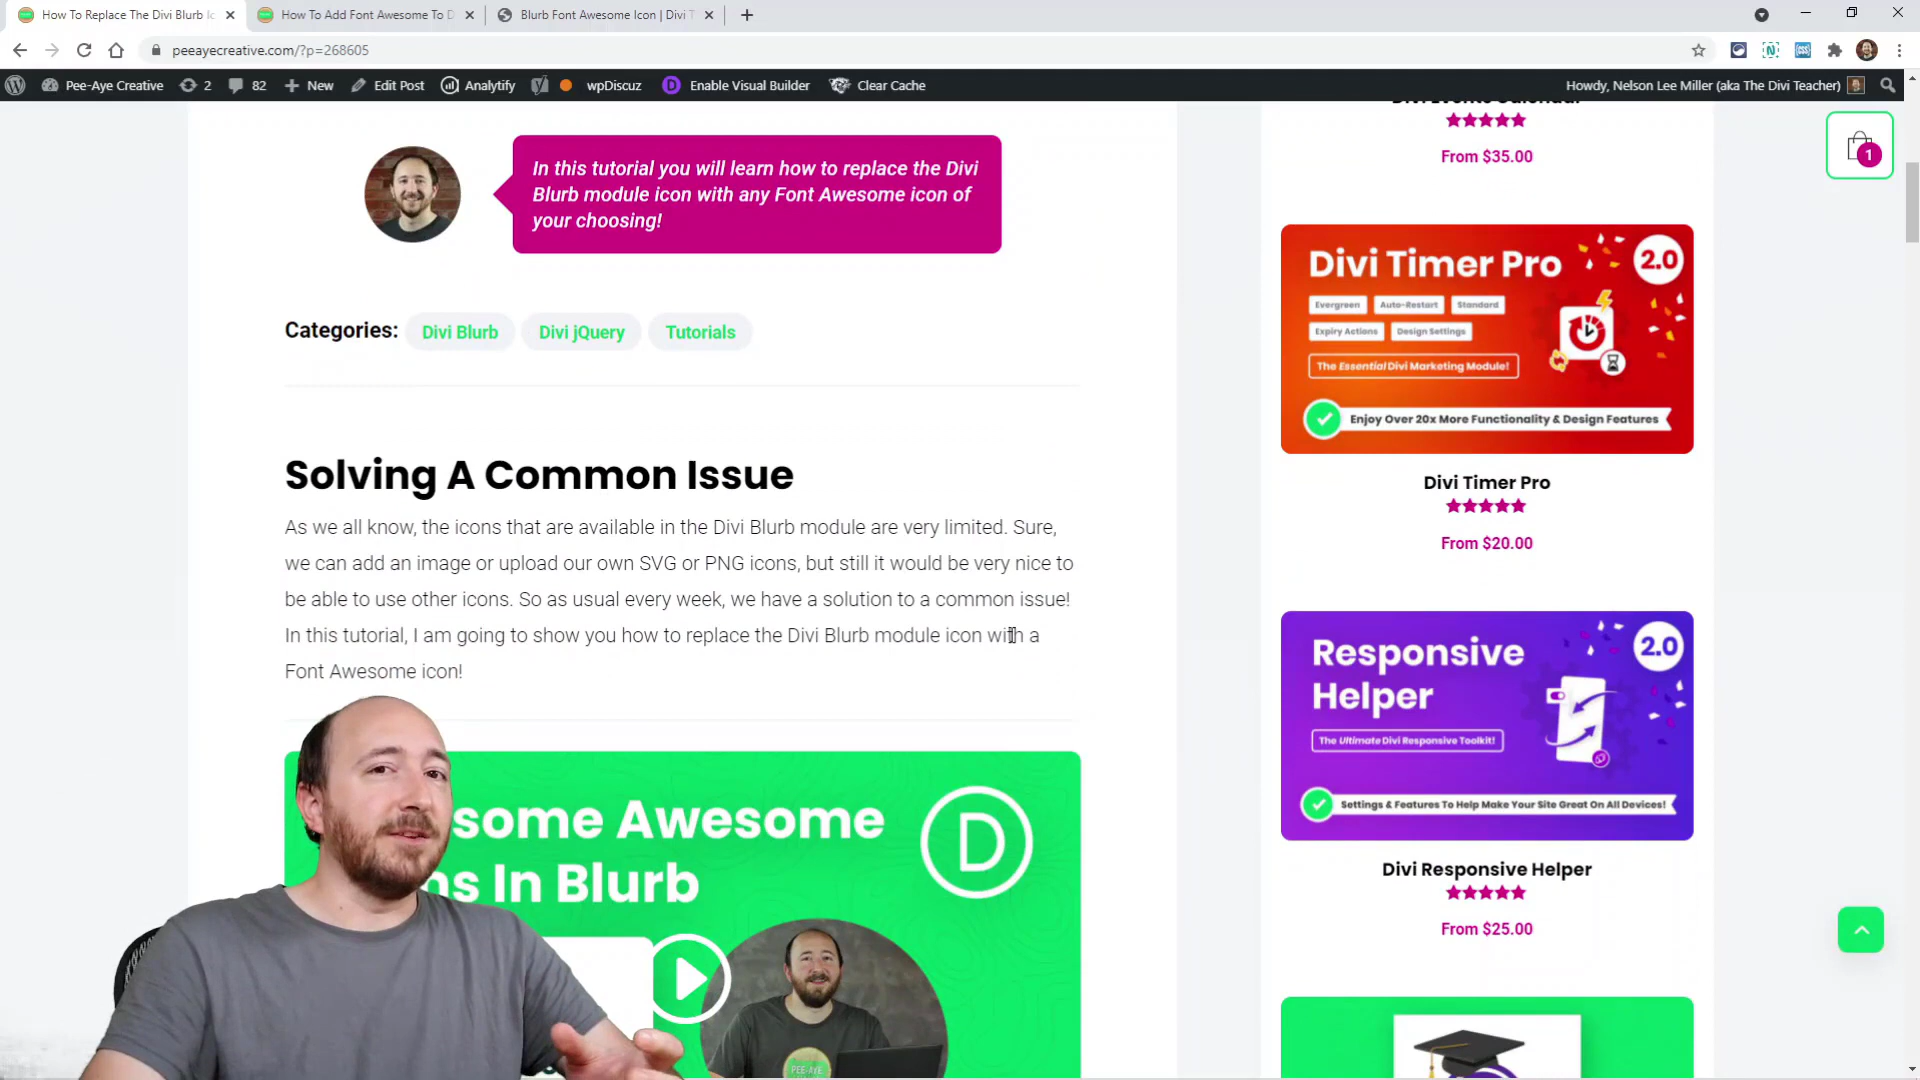 How To Replace The Divi Blurb Ic
How To Add Font Awesome To D
Blurb Font Awesome Icon | Divi T
peeayecreative.com/?p=268605
Pee-Aye Creative
2
82
New
Edit Post
Analytify
wpDiscuz
Enable Visual Builder
Clear Cache
Howdy, Nelson Lee Miller (aka The Divi Teacher)
1
In this tutorial you will learn how to replace the Divi
Blurb module icon with any Font Awesome icon of
your choosing!
Categories:
Divi Blurb
Divi jQuery
Tutorials
Solving A Common Issue
As we all know, the icons that are available in the Divi Blurb module are very limited. Sure,
we can add an image or upload our own SVG or PNG icons, but still it would be very nice to
be able to use other icons. So as usual every week, we have a solution to a common issue!
In this tutorial, I am going to show you how to replace the Divi Blurb module icon with a
Font Awesome icon!
some Awesome
ns In Blurb
D
PEE-AYE
Divi Events Calendar
From $35.00
Divi Timer Pro
2.0
Evergreen
Auto-Restart
Standard
Expiry Actions
Design Settings
The Essential Divi Marketing Module!
Enjoy Over 20x More Functionality & Design Features
Divi Timer Pro
From $20.00
Responsive
Helper
2.0
The Ultimate Divi Responsive Toolkit!
Settings & Features To Help Make Your Site Great On All Devices!
Divi Responsive Helper
From $25.00